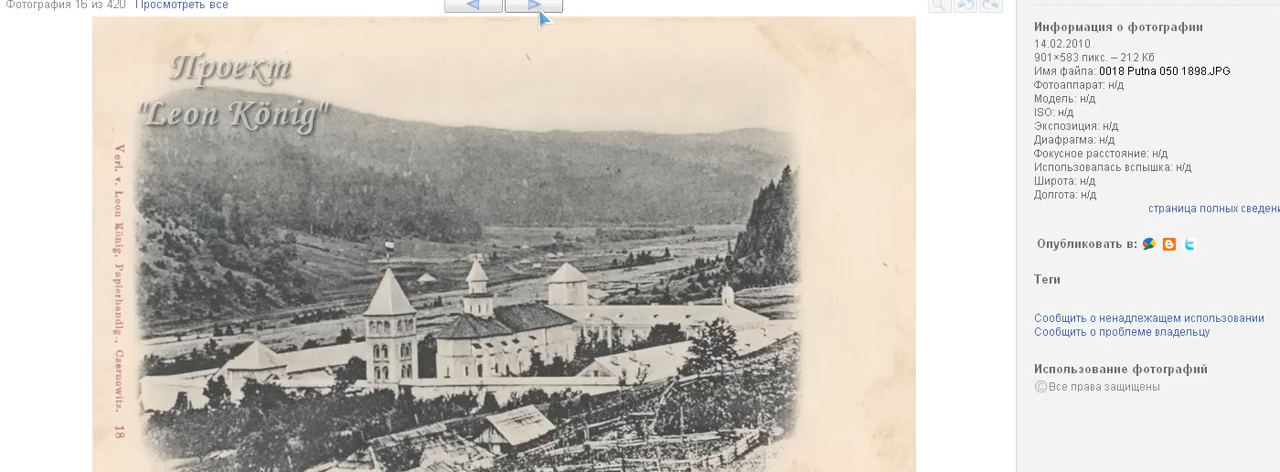 Фотография 16 из 420 Просмотреть все
Проект
"Leon König"
Verl. v. Leon König, Papierhandlg., Czernowitz. 18
Информация о фотографии
14.02.2010
901×583 пикс. – 212 Кб
Имя файла: 0018 Putna 050 1898.JPG
Фотоаппарат: н/д
Модель: н/д
ISO: н/д
Экспозиция: н/д
Диафрагма: н/д
Фокусное расстояние: н/д
Использовалась вспышка: н/д
Широта: н/д
Долгота: н/д
страница полных сведени
Опубликовать в:
Теги
Сообщить о ненадлежащем использовании
Сообщить о проблеме владельцу
Использование фотографий
©Все права защищены